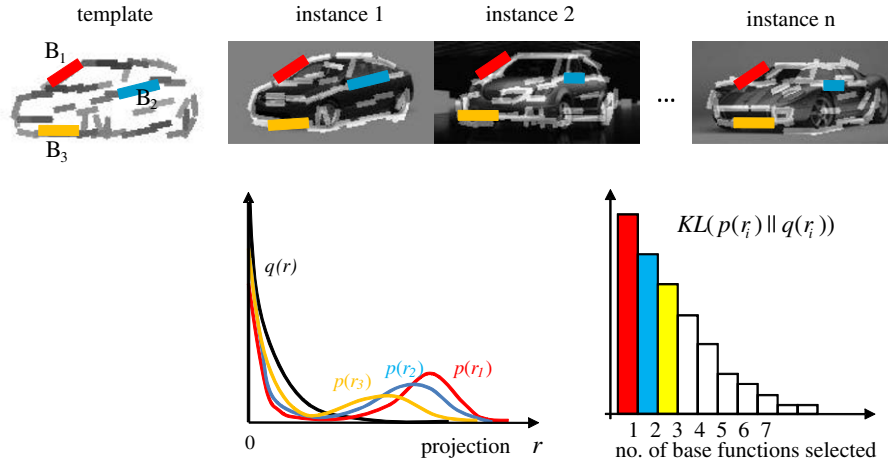 template
instance 1
instance 2
instance n
B1
B2
B3
...
q(r)
p(r3)
p(r2)
p(r1)
0
projection r
KL(p(ri) || q(ri))
1 2 3 4 5 6 7
no. of base functions selected